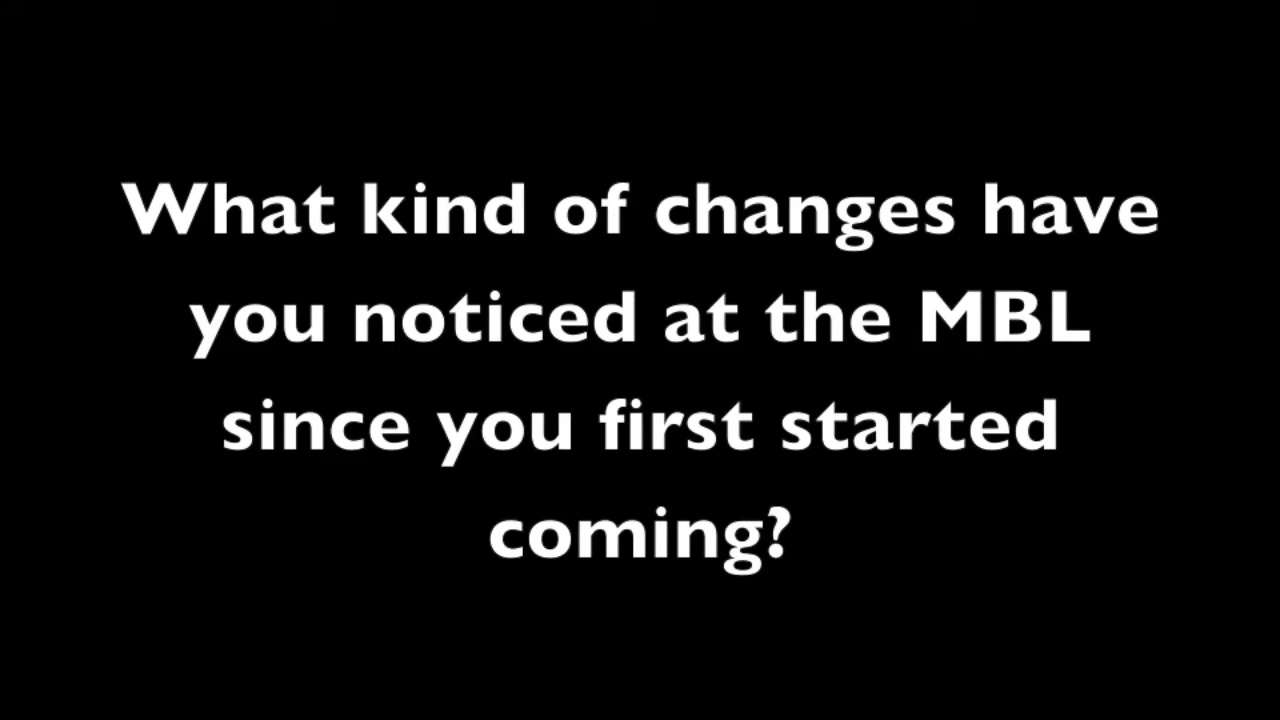 What kind of changes have
you noticed at the MBL
since you first started
coming?